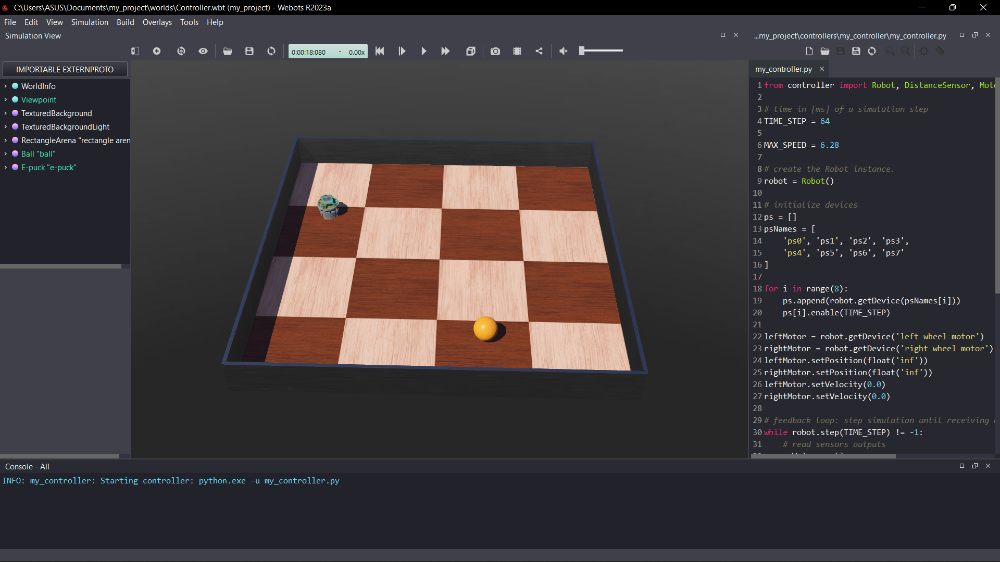 C:\Users\ASUS\Documents\my_project\worlds\Controller.wbt (my_project) - Webots R2023a
File Edit View Simulation Build Overlays Tools Help
Simulation View
...my_project\controllers\my_controller\my_controller.py
0:00:18:080 - 0.00x
IMPORTABLE EXTERNPROTO
WorldInfo
Viewpoint
TexturedBackground
TexturedBackgroundLight
RectangleArena "rectangle aren
Ball "ball"
E-puck "e-puck"
my_controller.py
1 from controller import Robot, DistanceSensor, Moto
2
3 # time in [ms] of a simulation step
4 TIME_STEP = 64
5
6 MAX_SPEED = 6.28
7
8 # create the Robot instance.
9 robot = Robot()
10
11 # initialize devices
12 ps = []
13 psNames = [
14 'ps0', 'ps1', 'ps2', 'ps3',
15 'ps4', 'ps5', 'ps6', 'ps7'
16 ]
17
18 for i in range(8):
19 ps.append(robot.getDevice(psNames[i]))
20 ps[i].enable(TIME_STEP)
21
22 leftMotor = robot.getDevice('left wheel motor')
23 rightMotor = robot.getDevice('right wheel motor')
24 leftMotor.setPosition(float('inf'))
25 rightMotor.setPosition(float('inf'))
26 leftMotor.setVelocity(0.0)
27 rightMotor.setVelocity(0.0)
28
29 # feedback loop: step simulation until receiving
30 while robot.step(TIME_STEP) != -1:
31 # read sensors outputs
Console - All
INFO: my_controller: Starting controller: python.exe -u my_controller.py